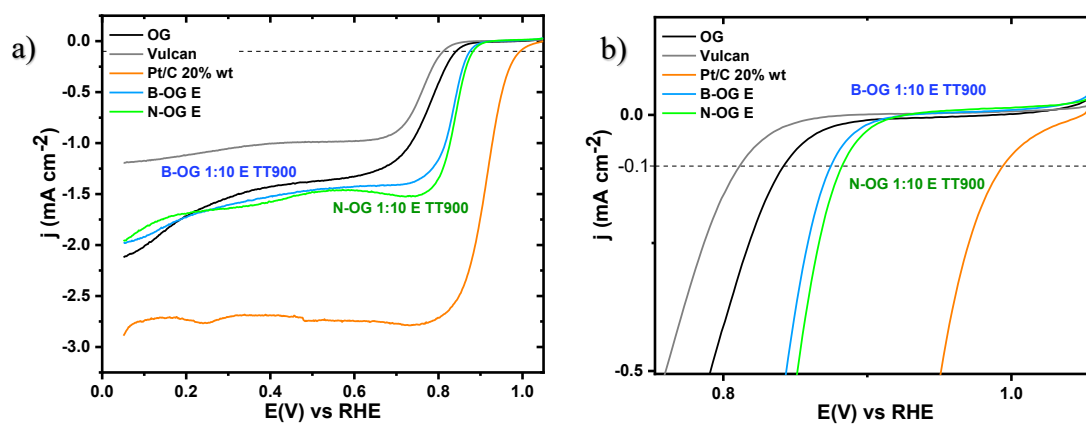 a)
0.0
-0.5
-1.0
-1.5
-2.0
-2.5
-3.0
j (mA cm-2)
OG
Vulcan
Pt/C 20% wt
B-OG E
N-OG E
B-OG 1:10 E TT900
N-OG 1:10 E TT900
0.0 0.2 0.4 0.6 0.8 1.0
E(V) vs RHE
b)
0.0
-0.1
-0.5
j (mA cm-2)
OG
Vulcan
Pt/C 20% wt
B-OG E
N-OG E
B-OG 1:10 E TT900
N-OG 1:10 E TT900
0.8 1.0
E(V) vs RHE